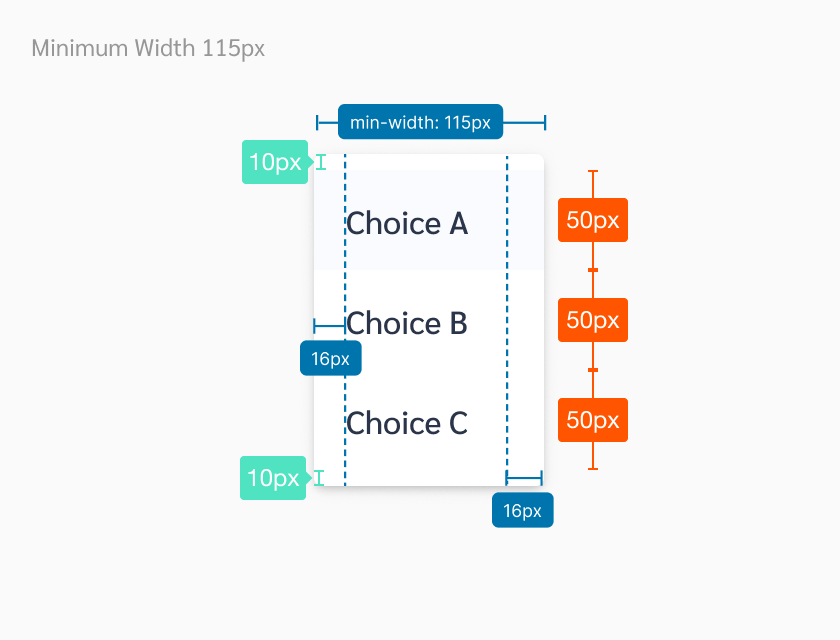 Minimum Width 115px
min-width: 115px
10px
Choice A
50px
Choice B
50px
16px
Choice C
50px
10px
16px